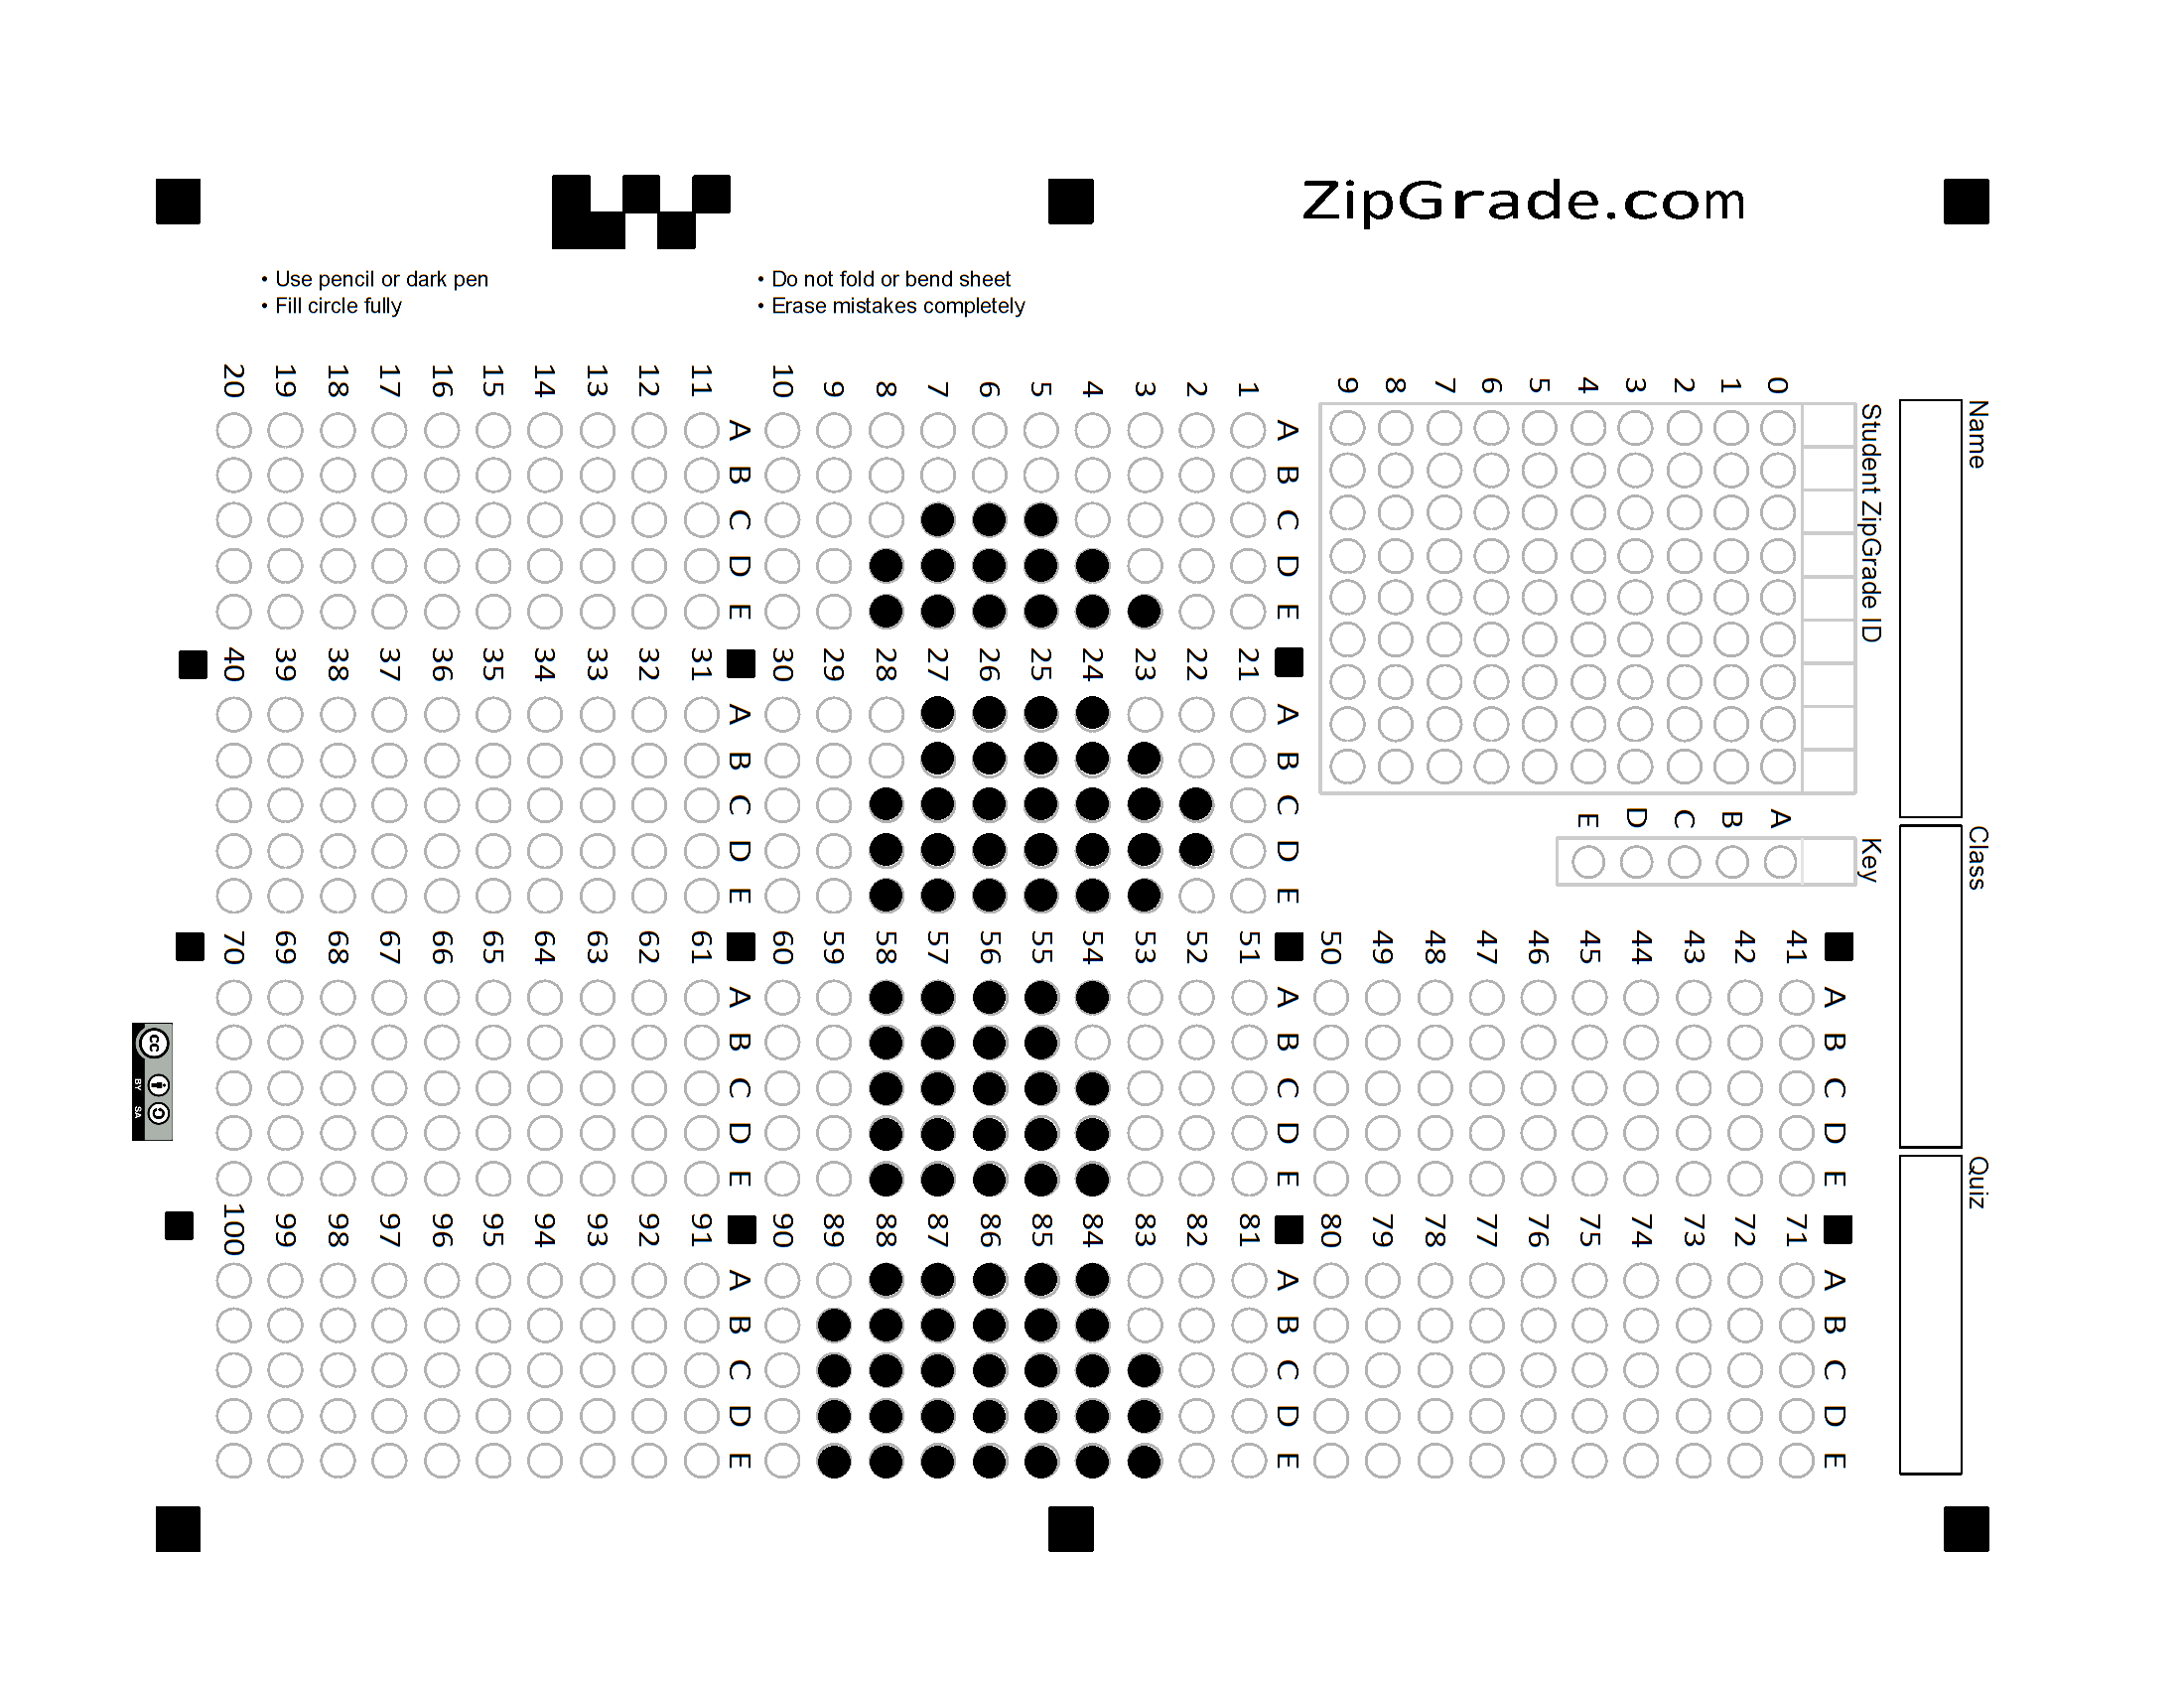 ZipGrade.com
• Use pencil or dark pen
• Fill circle fully
• Do not fold or bend sheet
• Erase mistakes completely
Name
Class
Quiz
Student ZipGrade ID
0 1 2 3 4 5 6 7 8 9
Key
A B C D E
1 2 3 4 5 6 7 8 9 10
A B C D E
11 12 13 14 15 16 17 18 19 20
A B C D E
21 22 23 24 25 26 27 28 29 30
A B C D E
31 32 33 34 35 36 37 38 39 40
A B C D E
41 42 43 44 45 46 47 48 49 50
A B C D E
51 52 53 54 55 56 57 58 59 60
A B C D E
61 62 63 64 65 66 67 68 69 70
A B C D E
71 72 73 74 75 76 77 78 79 80
A B C D E
81 82 83 84 85 86 87 88 89 90
A B C D E
91 92 93 94 95 96 97 98 99 100
A B C D E
cc
BY SA